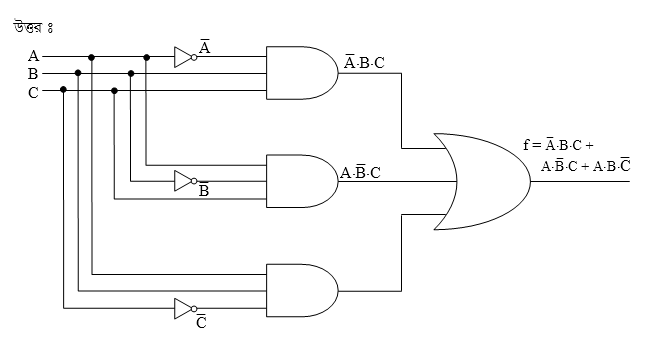 উত্তর ঃ
A
B
C
A̅
A̅·B·C
B̅
A·B̅·C
C̅
f = A̅·B·C +
A·B̅·C + A·B·C̅